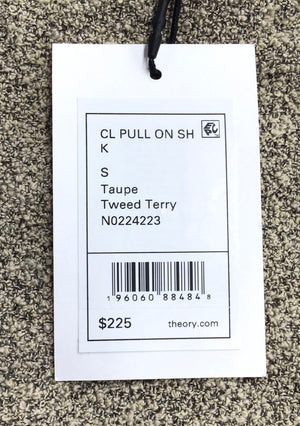 CL PULL ON SH
K
S
Taupe
Tweed Terry
N0224223
1 96060 88484 8
$225 theory.com